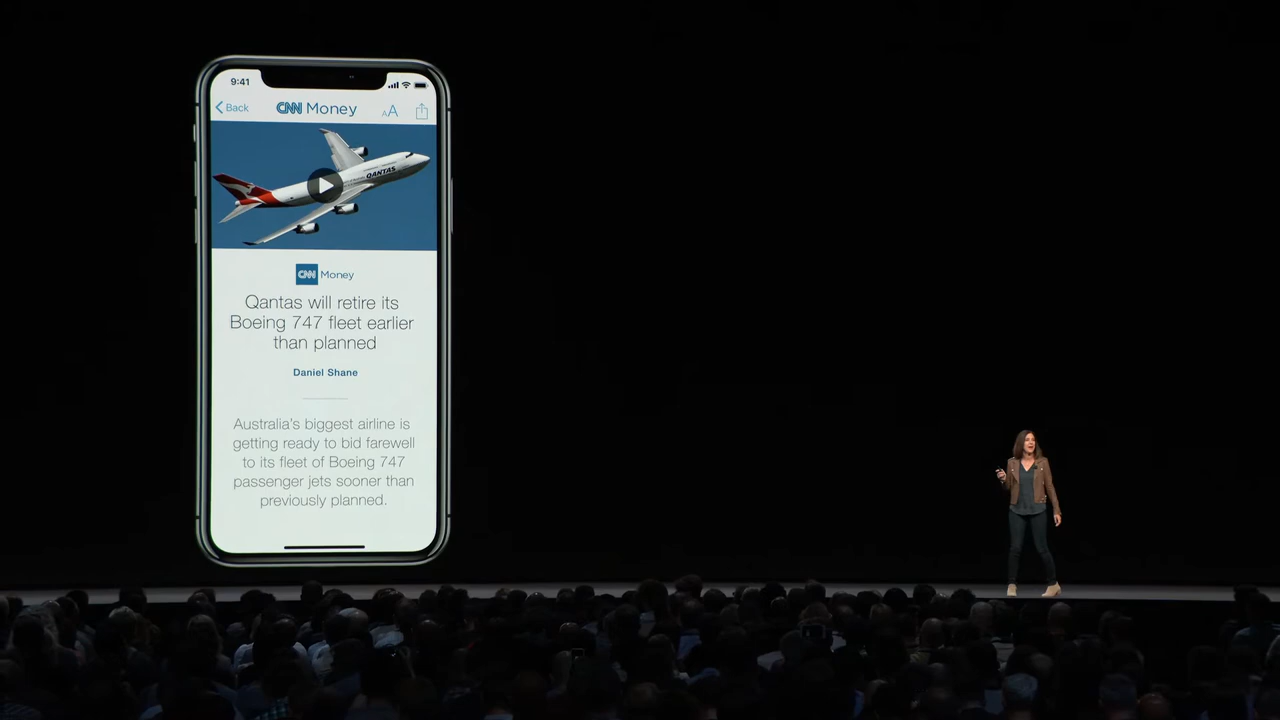 9:41
Back
CNN Money
AA
QANTAS
CNN Money
Qantas will retire its
Boeing 747 fleet earlier
than planned
Daniel Shane
Australia's biggest airline is
getting ready to bid farewell
to its fleet of Boeing 747
passenger jets sooner than
previously planned.